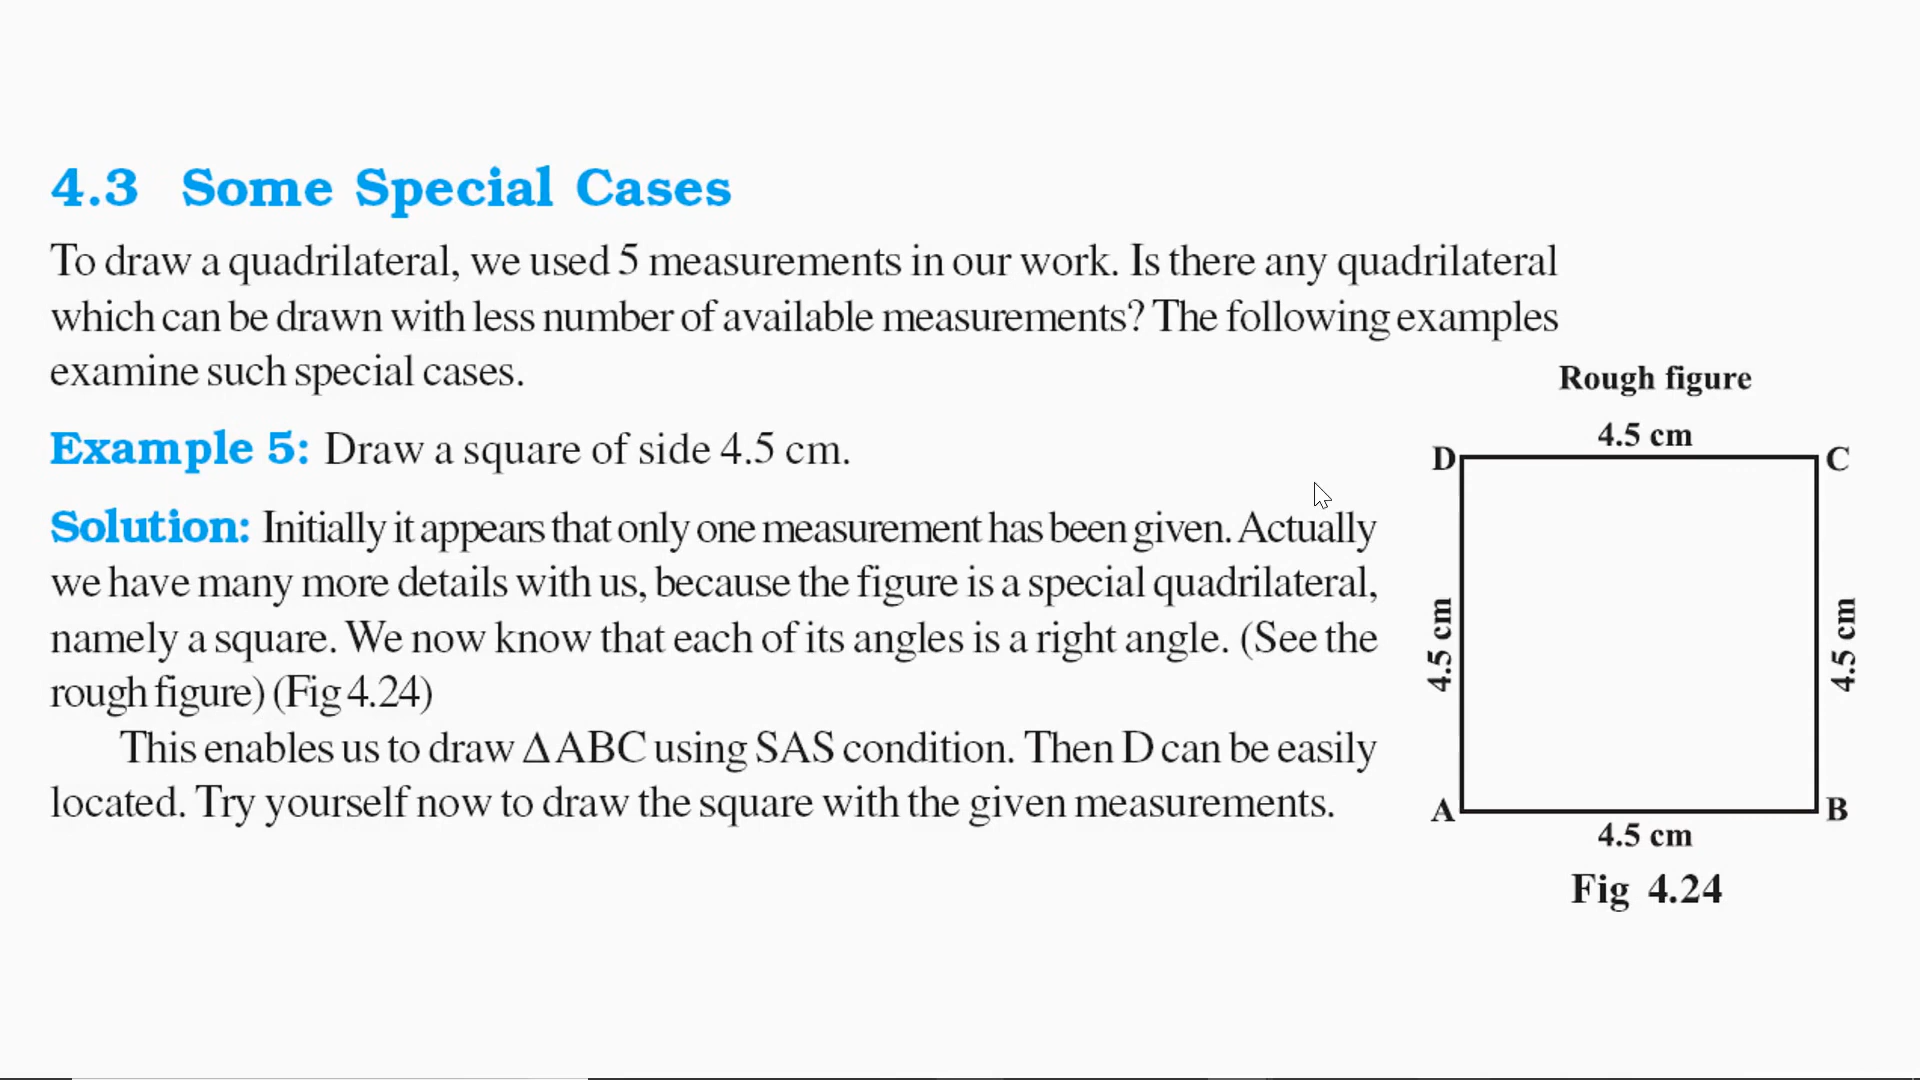 4.3 Some Special Cases
To draw a quadrilateral, we used 5 measurements in our work. Is there any quadrilateral
which can be drawn with less number of available measurements? The following examples
examine such special cases.
Example 5: Draw a square of side 4.5 cm.
Solution: Initially it appears that only one measurement has been given. Actually
we have many more details with us, because the figure is a special quadrilateral,
namely a square. We now know that each of its angles is a right angle. (See the
rough figure) (Fig 4.24)
This enables us to draw ΔABC using SAS condition. Then D can be easily
located. Try yourself now to draw the square with the given measurements.
Rough figure
4.5 cm
D
C
4.5 cm
4.5 cm
A
B
4.5 cm
Fig 4.24